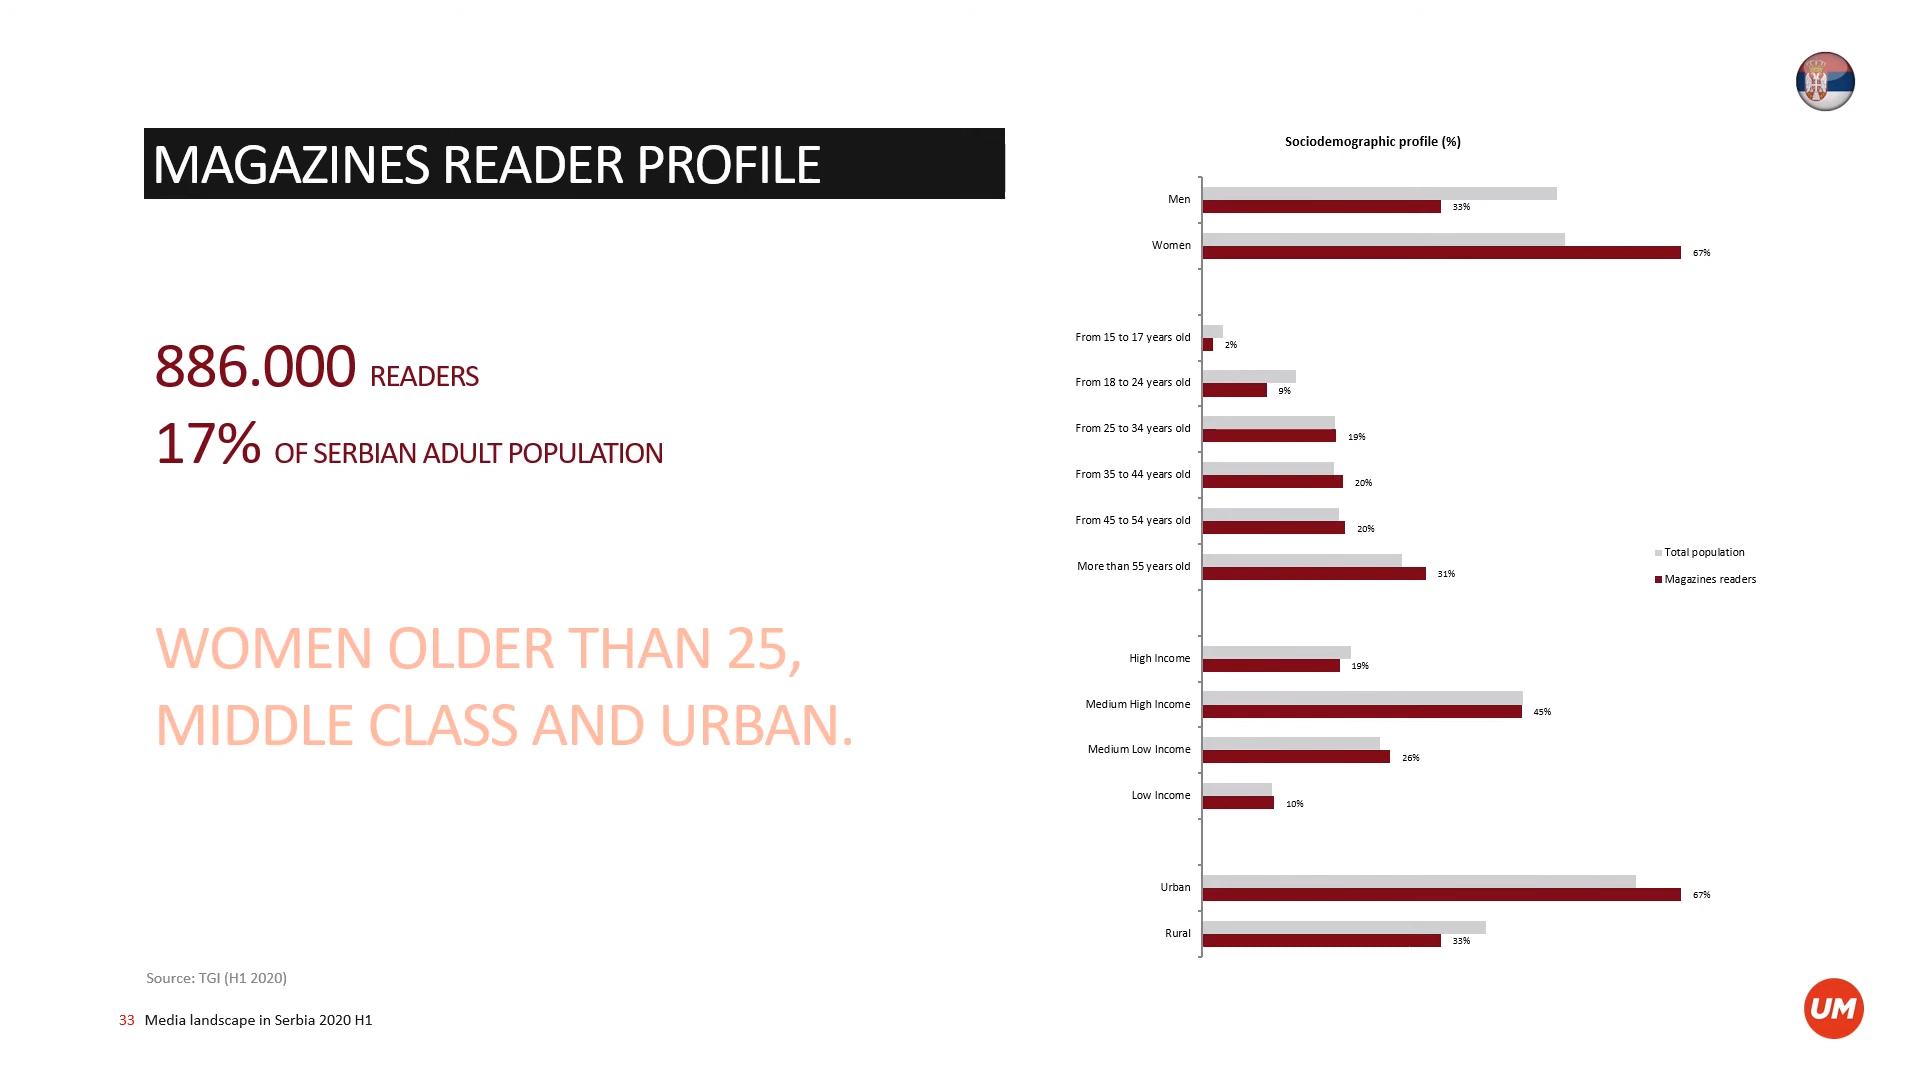 MAGAZINES READER PROFILE
886.000 READERS
17% OF SERBIAN ADULT POPULATION
WOMEN OLDER THAN 25,
MIDDLE CLASS AND URBAN.
Source: TGI (H1 2020)
33 Media landscape in Serbia 2020 H1
Sociodemographic profile (%)
Men
33%
Women
67%
From 15 to 17 years old
2%
From 18 to 24 years old
9%
From 25 to 34 years old
19%
From 35 to 44 years old
20%
From 45 to 54 years old
20%
More than 55 years old
31%
High Income
19%
Medium High Income
45%
Medium Low Income
26%
Low Income
10%
Urban
67%
Rural
33%
Total population
Magazines readers
UM